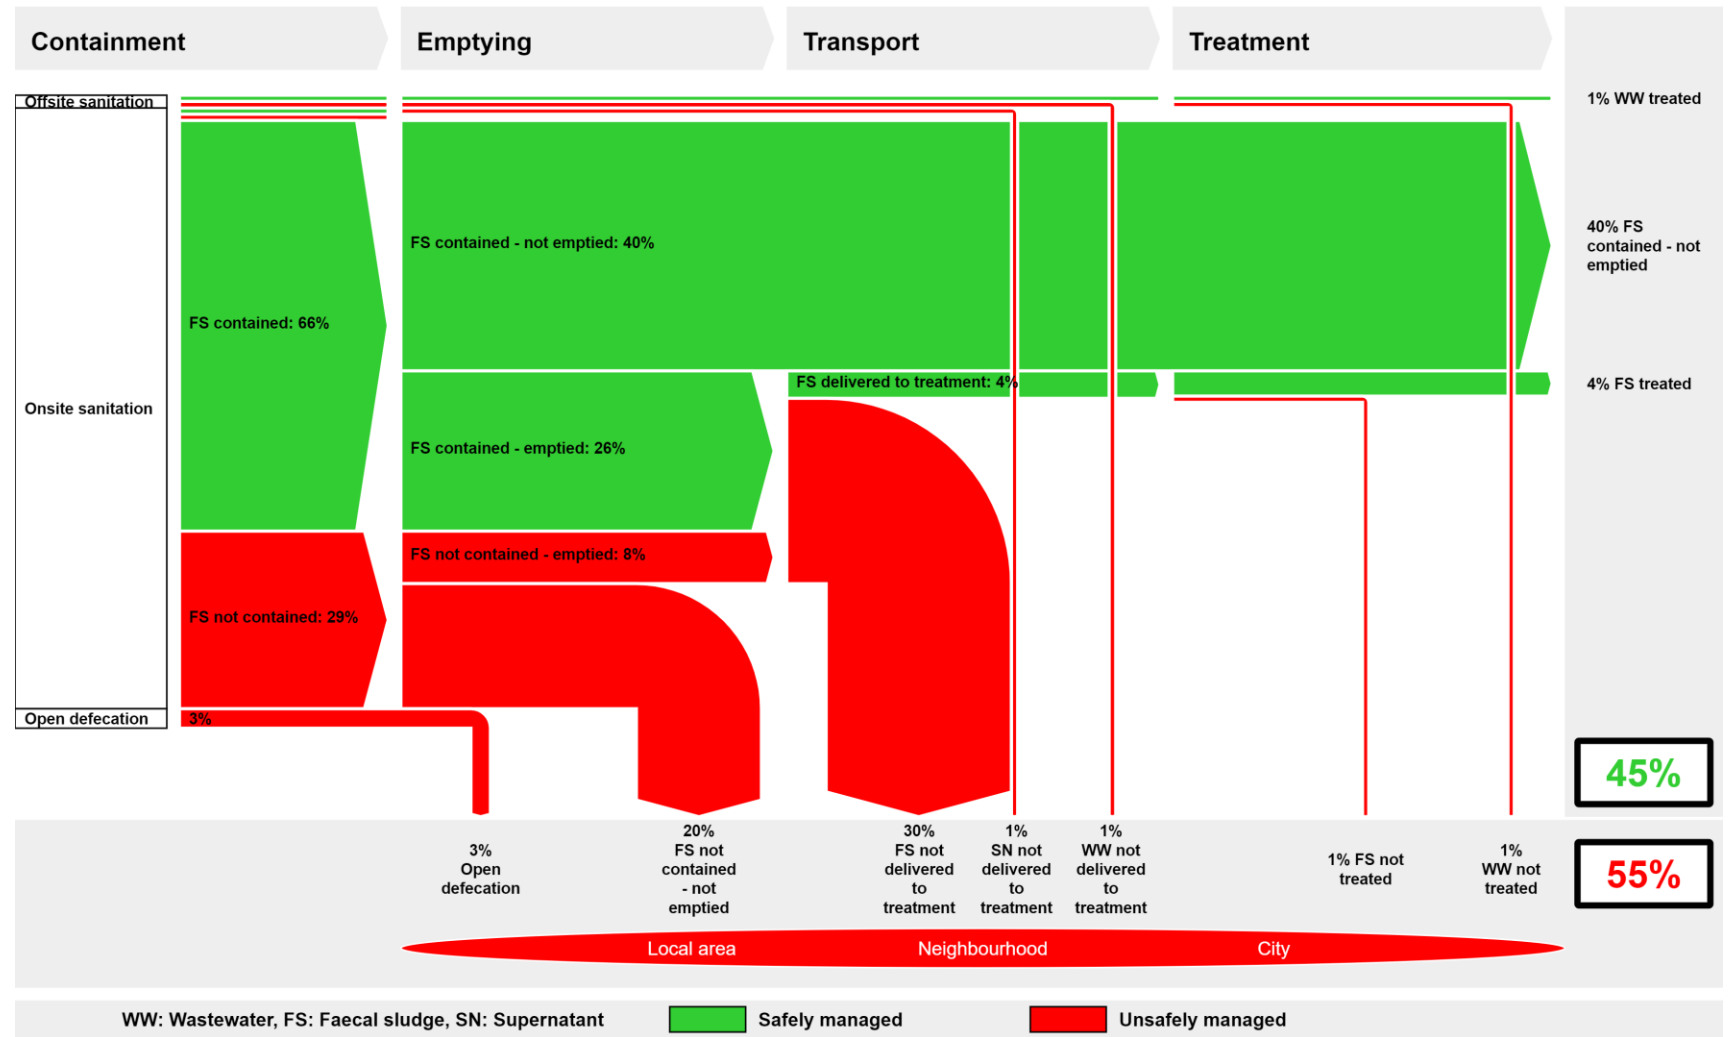 Containment
Emptying
Transport
Treatment
Offsite sanitation
1% WW treated
FS contained - not emptied: 40%
40% FS
contained - not
emptied
FS contained: 66%
FS delivered to treatment: 4%
4% FS treated
Onsite sanitation
FS contained - emptied: 26%
FS not contained - emptied: 8%
FS not contained: 29%
Open defecation
3%
45%
3%
Open
defecation
20%
FS not
contained
- not
emptied
30%
FS not
delivered
to
treatment
1%
SN not
delivered
to
treatment
1%
WW not
delivered
to
treatment
1% FS not
treated
1%
WW not
treated
55%
Local area
Neighbourhood
City
WW: Wastewater, FS: Faecal sludge, SN: Supernatant
Safely managed
Unsafely managed